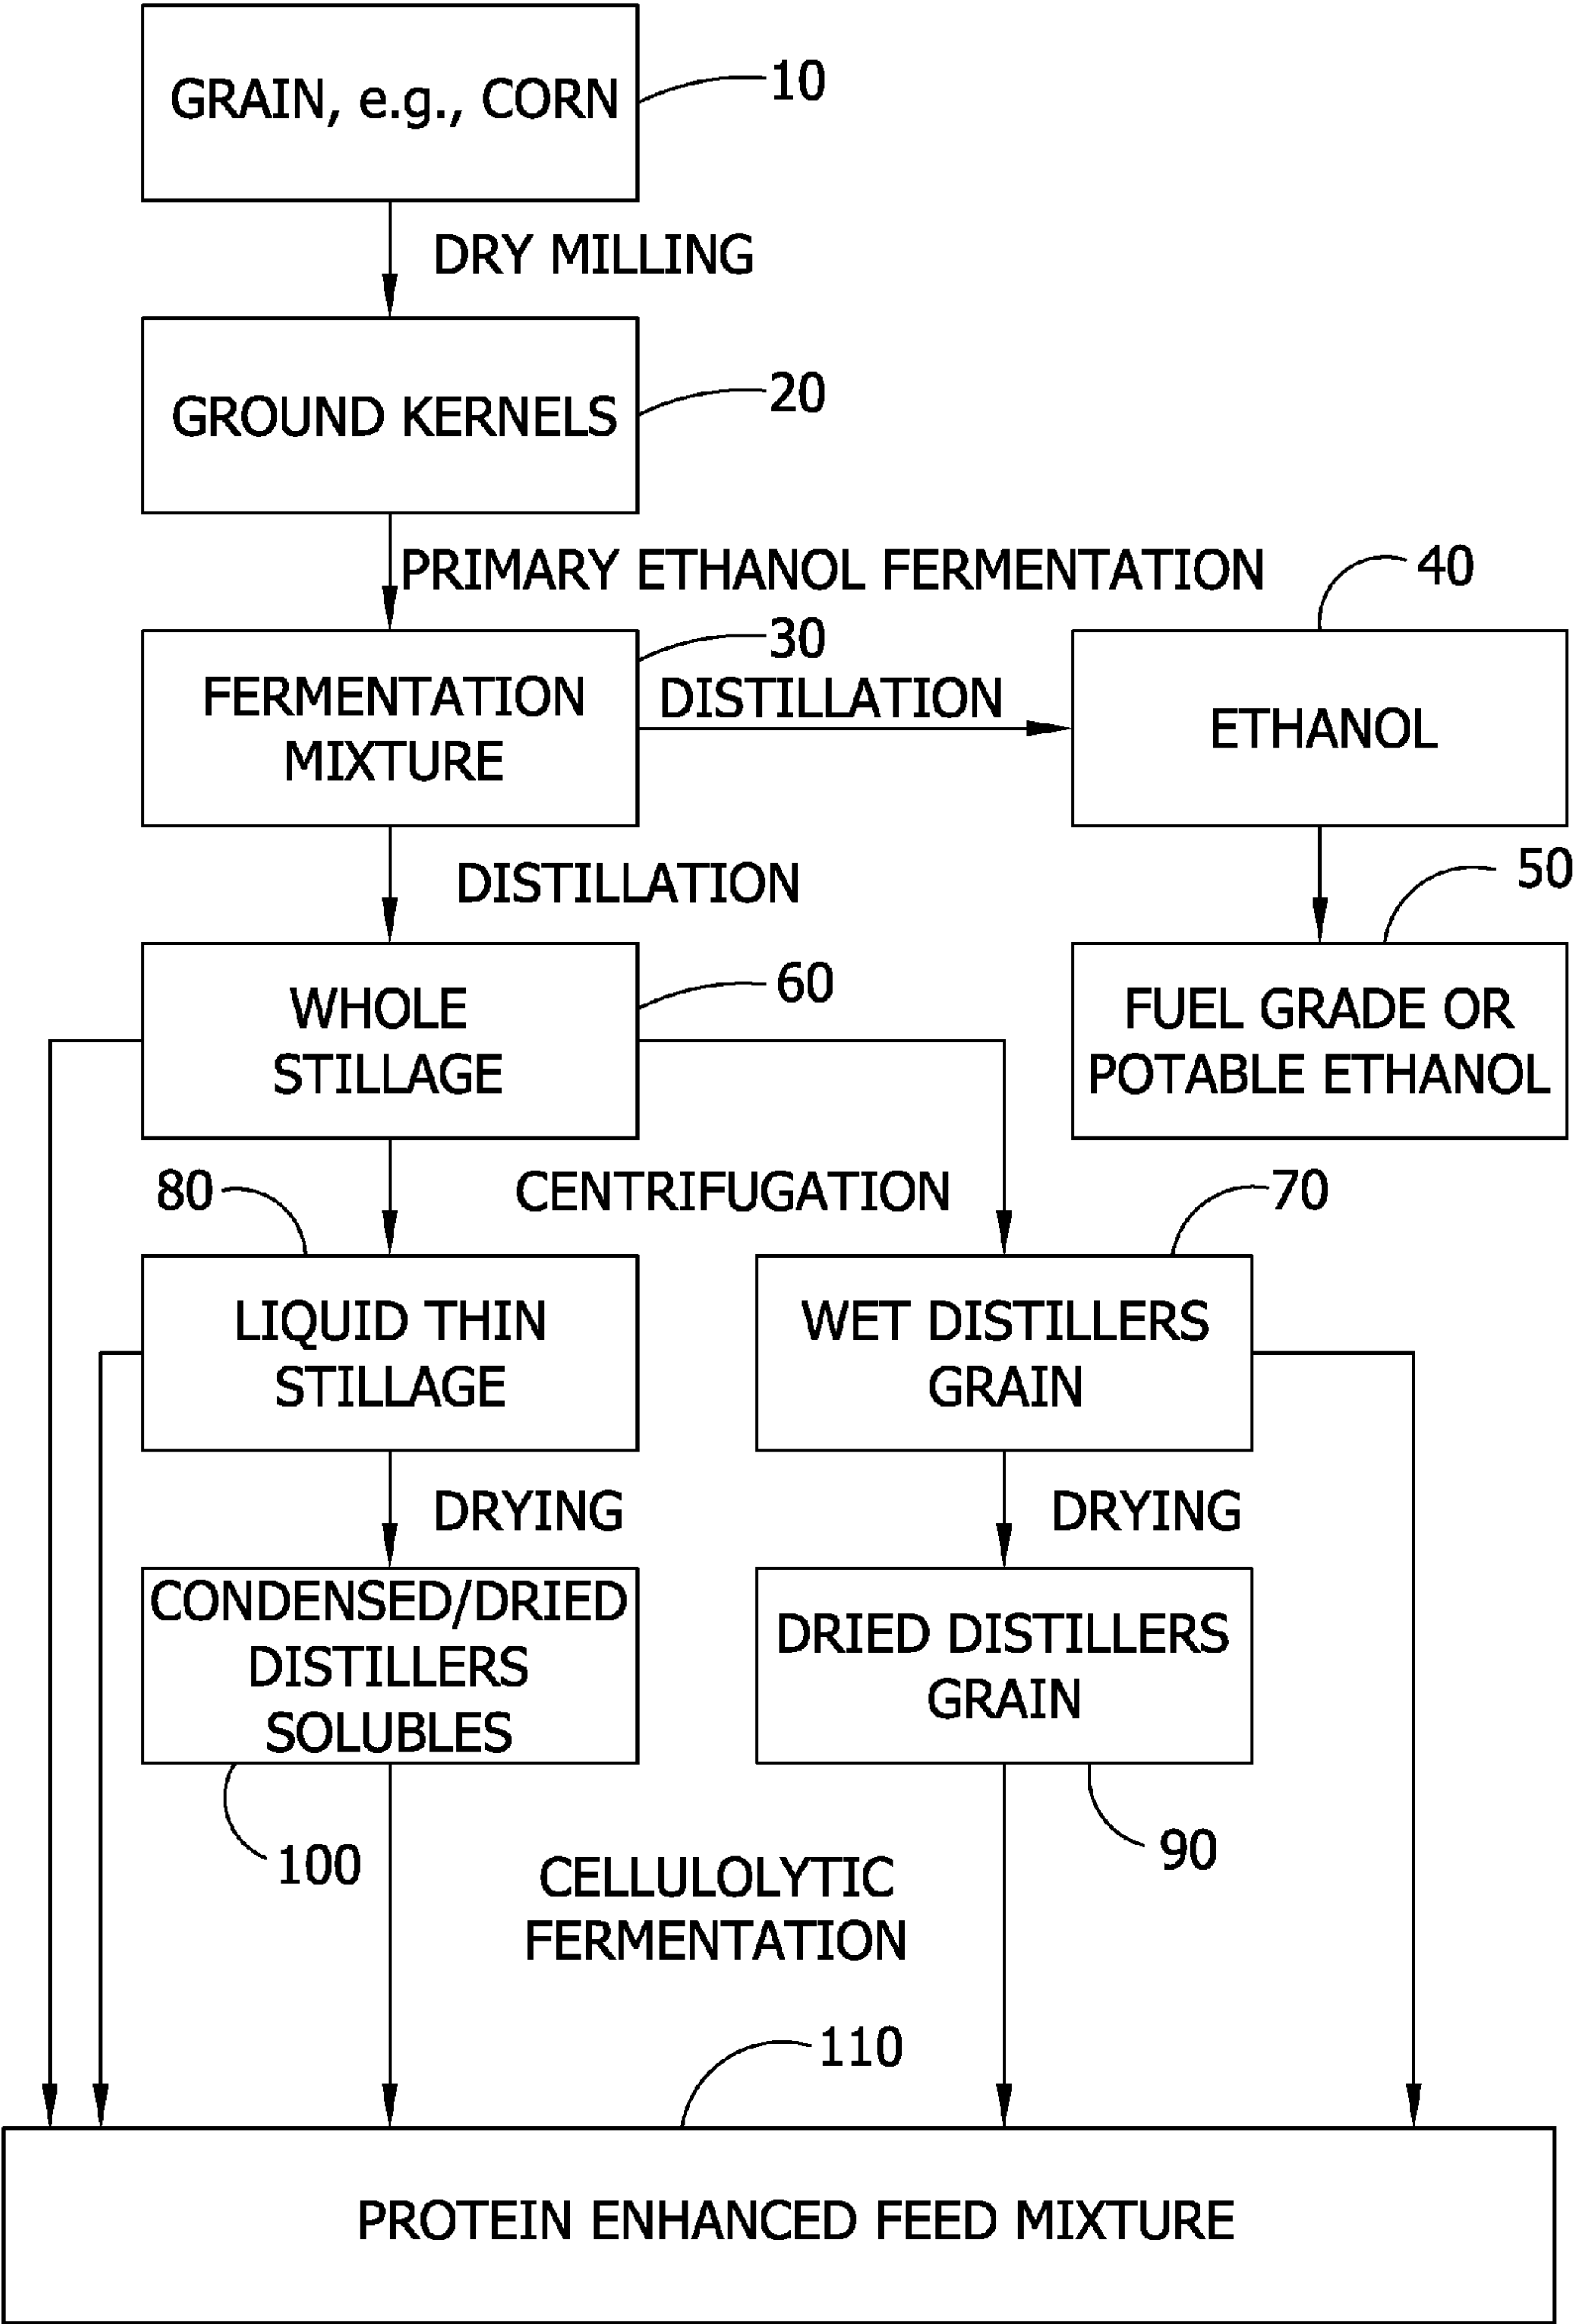 GRAIN, e.g., CORN
10
DRY MILLING
GROUND KERNELS
20
PRIMARY ETHANOL FERMENTATION
30
40
FERMENTATION
MIXTURE
DISTILLATION
ETHANOL
DISTILLATION
50
WHOLE
STILLAGE
60
FUEL GRADE OR
POTABLE ETHANOL
80
CENTRIFUGATION
70
LIQUID THIN
STILLAGE
WET DISTILLERS
GRAIN
DRYING
DRYING
CONDENSED/DRIED
DISTILLERS
SOLUBLES
DRIED DISTILLERS
GRAIN
100
90
CELLULOLYTIC
FERMENTATION
110
PROTEIN ENHANCED FEED MIXTURE